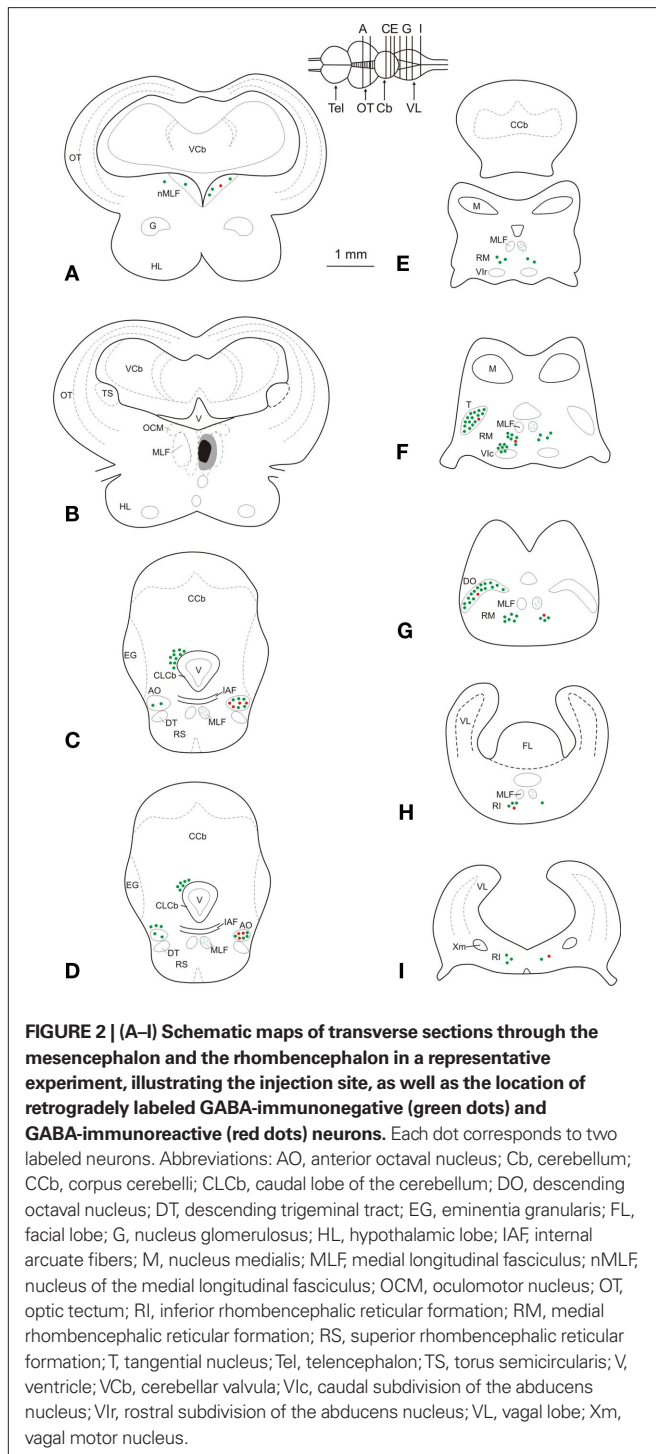 A CE G I
Tel OT Cb VL
VCb
OT
nMLF
G
HL
A
1 mm
CCb
M
MLF
RM
VIr
E
VCb
OT
TS
V
OCM
MLF
HL
B
M
T
MLF
RM
VIc
F
CCb
EG
V
CLCb
AO
IAF
DT
MLF
RS
C
DO
MLF
RM
G
VL
FL
MLF
RI
H
CCb
EG
V
CLCb
IAF
AO
DT
MLF
RS
D
VL
Xm
RI
I
FIGURE 2 | (A–I) Schematic maps of transverse sections through the
mesencephalon and the rhombencephalon in a representative
experiment, illustrating the injection site, as well as the location of
retrogradely labeled GABA-immunonegative (green dots) and
GABA-immunoreactive (red dots) neurons. Each dot corresponds to two
labeled neurons. Abbreviations: AO, anterior octaval nucleus; Cb, cerebellum;
CCb, corpus cerebelli; CLCb, caudal lobe of the cerebellum; DO, descending
octaval nucleus; DT, descending trigeminal tract; EG, eminentia granularis; FL,
facial lobe; G, nucleus glomerulosus; HL, hypothalamic lobe; IAF, internal
arcuate fibers; M, nucleus medialis; MLF, medial longitudinal fasciculus; nMLF,
nucleus of the medial longitudinal fasciculus; OCM, oculomotor nucleus; OT,
optic tectum; RI, inferior rhombencephalic reticular formation; RM, medial
rhombencephalic reticular formation; RS, superior rhombencephalic reticular
formation; T, tangential nucleus; Tel, telencephalon; TS, torus semicircularis; V,
ventricle; VCb, cerebellar valvula; VIc, caudal subdivision of the abducens
nucleus; VIr, rostral subdivision of the abducens nucleus; VL, vagal lobe; Xm,
vagal motor nucleus.